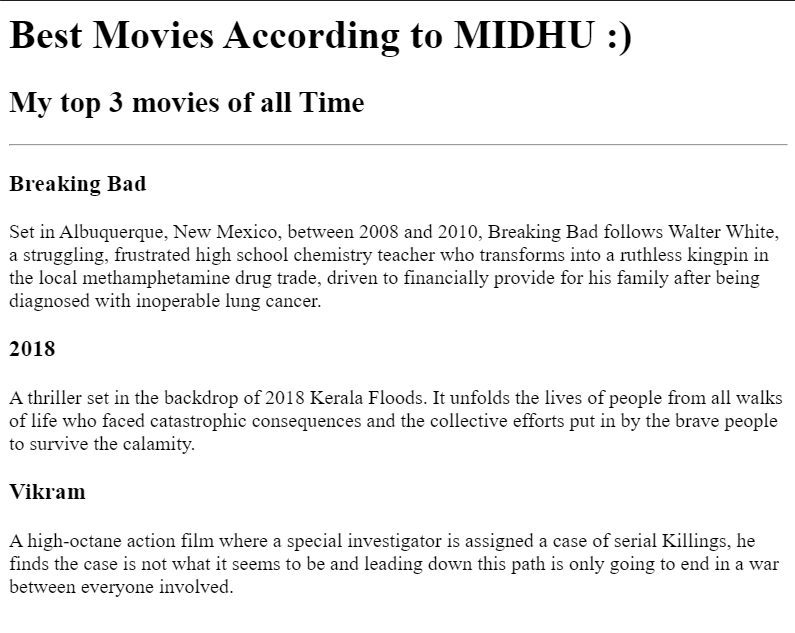 Best Movies According to MIDHU :)
My top 3 movies of all Time
Breaking Bad
Set in Albuquerque, New Mexico, between 2008 and 2010, Breaking Bad follows Walter White,
a struggling, frustrated high school chemistry teacher who transforms into a ruthless kingpin in
the local methamphetamine drug trade, driven to financially provide for his family after being
diagnosed with inoperable lung cancer.
2018
A thriller set in the backdrop of 2018 Kerala Floods. It unfolds the lives of people from all walks
of life who faced catastrophic consequences and the collective efforts put in by the brave people
to survive the calamity.
Vikram
A high-octane action film where a special investigator is assigned a case of serial Killings, he
finds the case is not what it seems to be and leading down this path is only going to end in a war
between everyone involved.